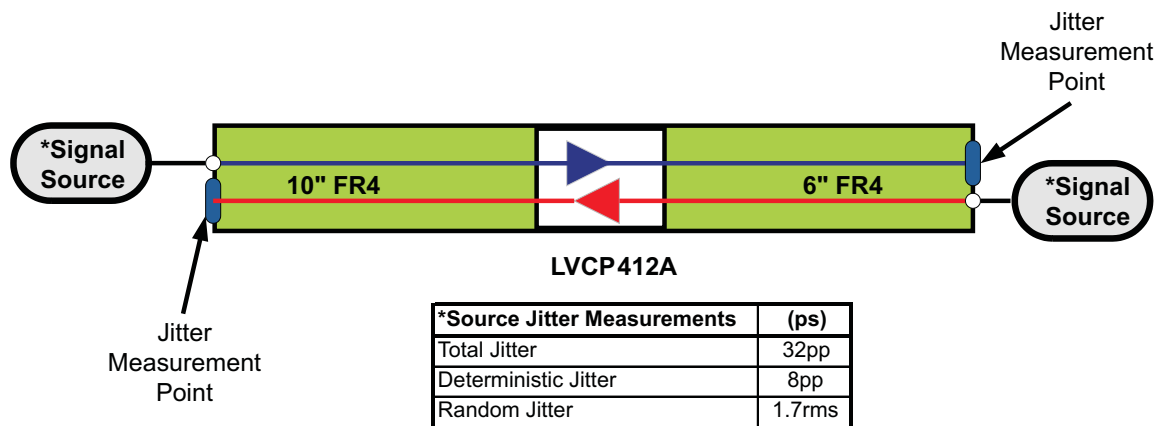 Jitter
Measurement
Point
*Signal
Source
10" FR4
6" FR4
*Signal
Source
LVCP412A
Jitter
Measurement
Point
*Source Jitter Measurements (ps)
Total Jitter 32pp
Deterministic Jitter 8pp
Random Jitter 1.7rms